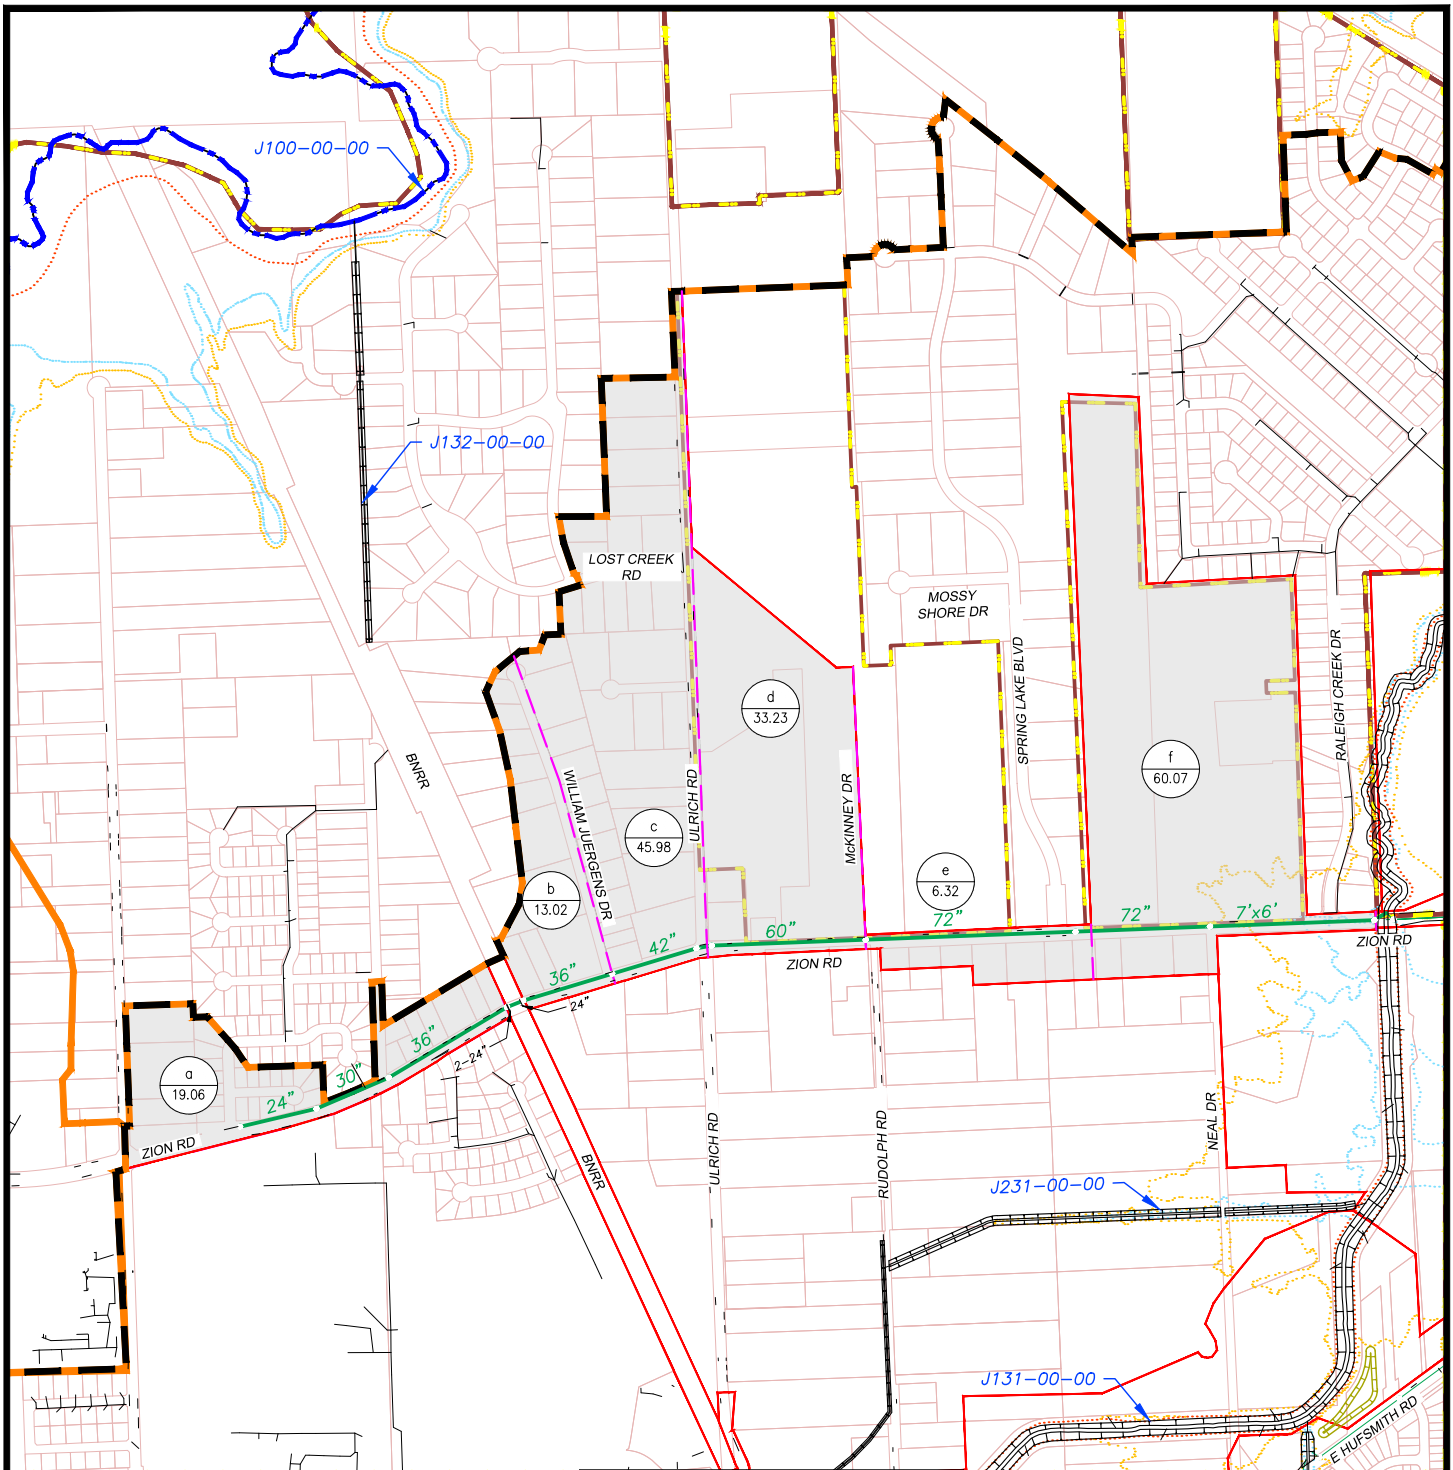 J100-00-00
J132-00-00
LOST CREEK
RD
MOSSY
SHORE DR
SPRING LAKE BLVD
RALEIGH CREEK DR
d
33.23
f
60.07
BNRR
WILLIAM JUERGENS DR
ULRICH RD
McKINNEY DR
c
45.98
e
6.32
b
13.02
72"
72"
7'x6'
60"
42"
36"
ZION RD
ZION RD
24"
36"
2-24"
30"
24"
a
19.06
ZION RD
BNRR
ULRICH RD
RUDOLPH RD
NEAL DR
J231-00-00
J131-00-00
E HUFSMITH RD